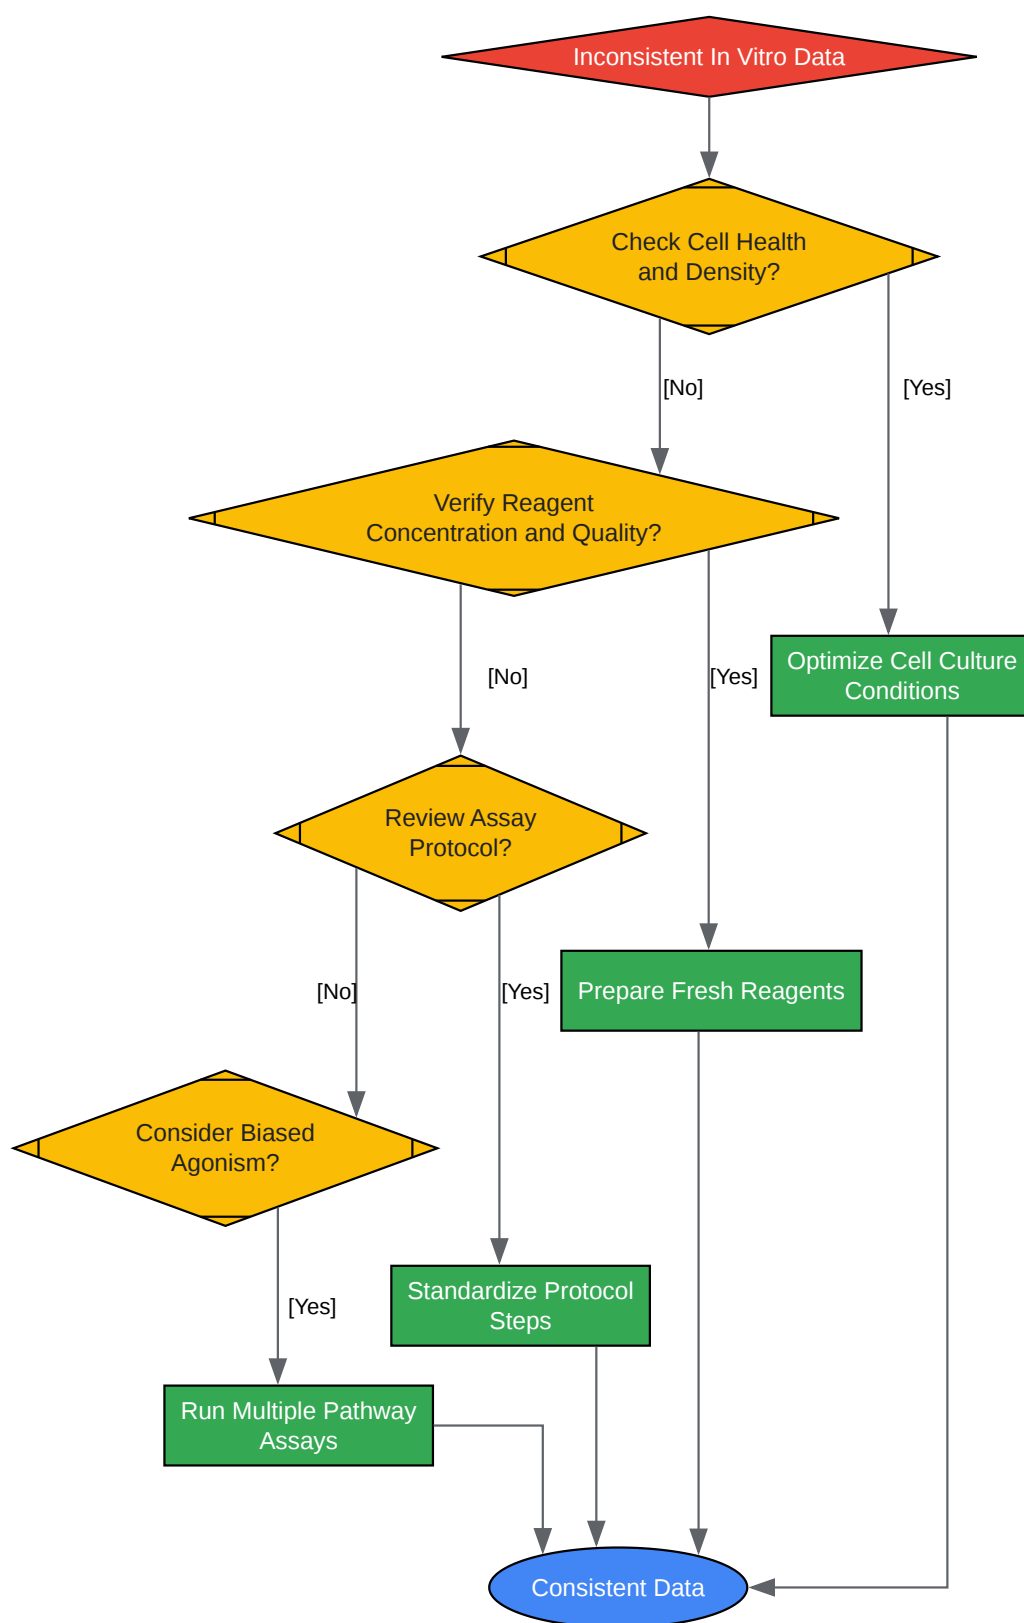 Inconsistent In Vitro Data
Check Cell Health
and Density?
[No]
[Yes]
Verify Reagent
Concentration and Quality?
[No]
[Yes]
Optimize Cell Culture
Conditions
Review Assay
Protocol?
[No]
[Yes]
Prepare Fresh Reagents
Consider Biased
Agonism?
[Yes]
Standardize Protocol
Steps
Run Multiple Pathway
Assays
Consistent Data